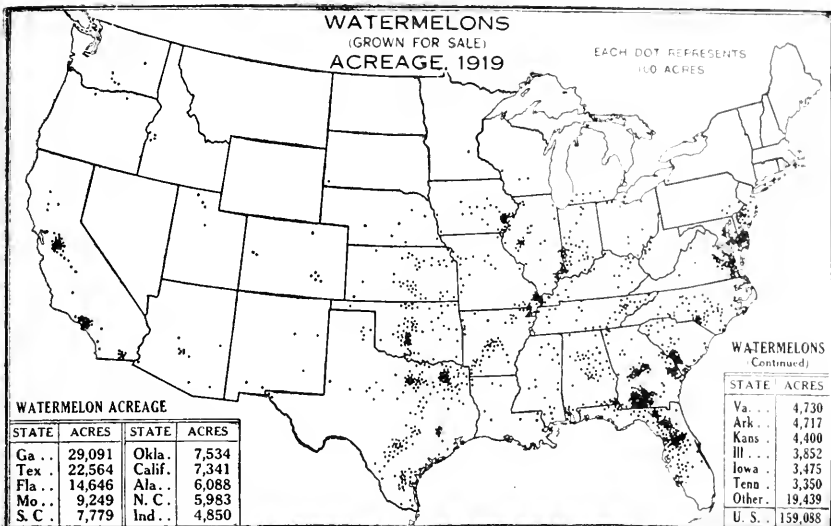 WATERMELONS
(GROWN FOR SALE)
ACREAGE, 1919
EACH DOT REPRESENTS
100 ACRES
WATERMELON ACREAGE
STATE ACRES STATE ACRES
Ga... 29,091 Okla. 7,534
Tex. 22,564 Calif. 7,341
Fla... 14,646 Ala.. 6,088
Mo.. 9,249 N. C. 5,983
S. C. 7,779 Ind.. 4,850
WATERMELONS
(Continued)
STATE ACRES
Va... 4,730
Ark.. 4,717
Kans. 4,400
Ill... 3,852
Iowa. 3,475
Tenn. 3,350
Other. 19,439
U. S.. 159,088